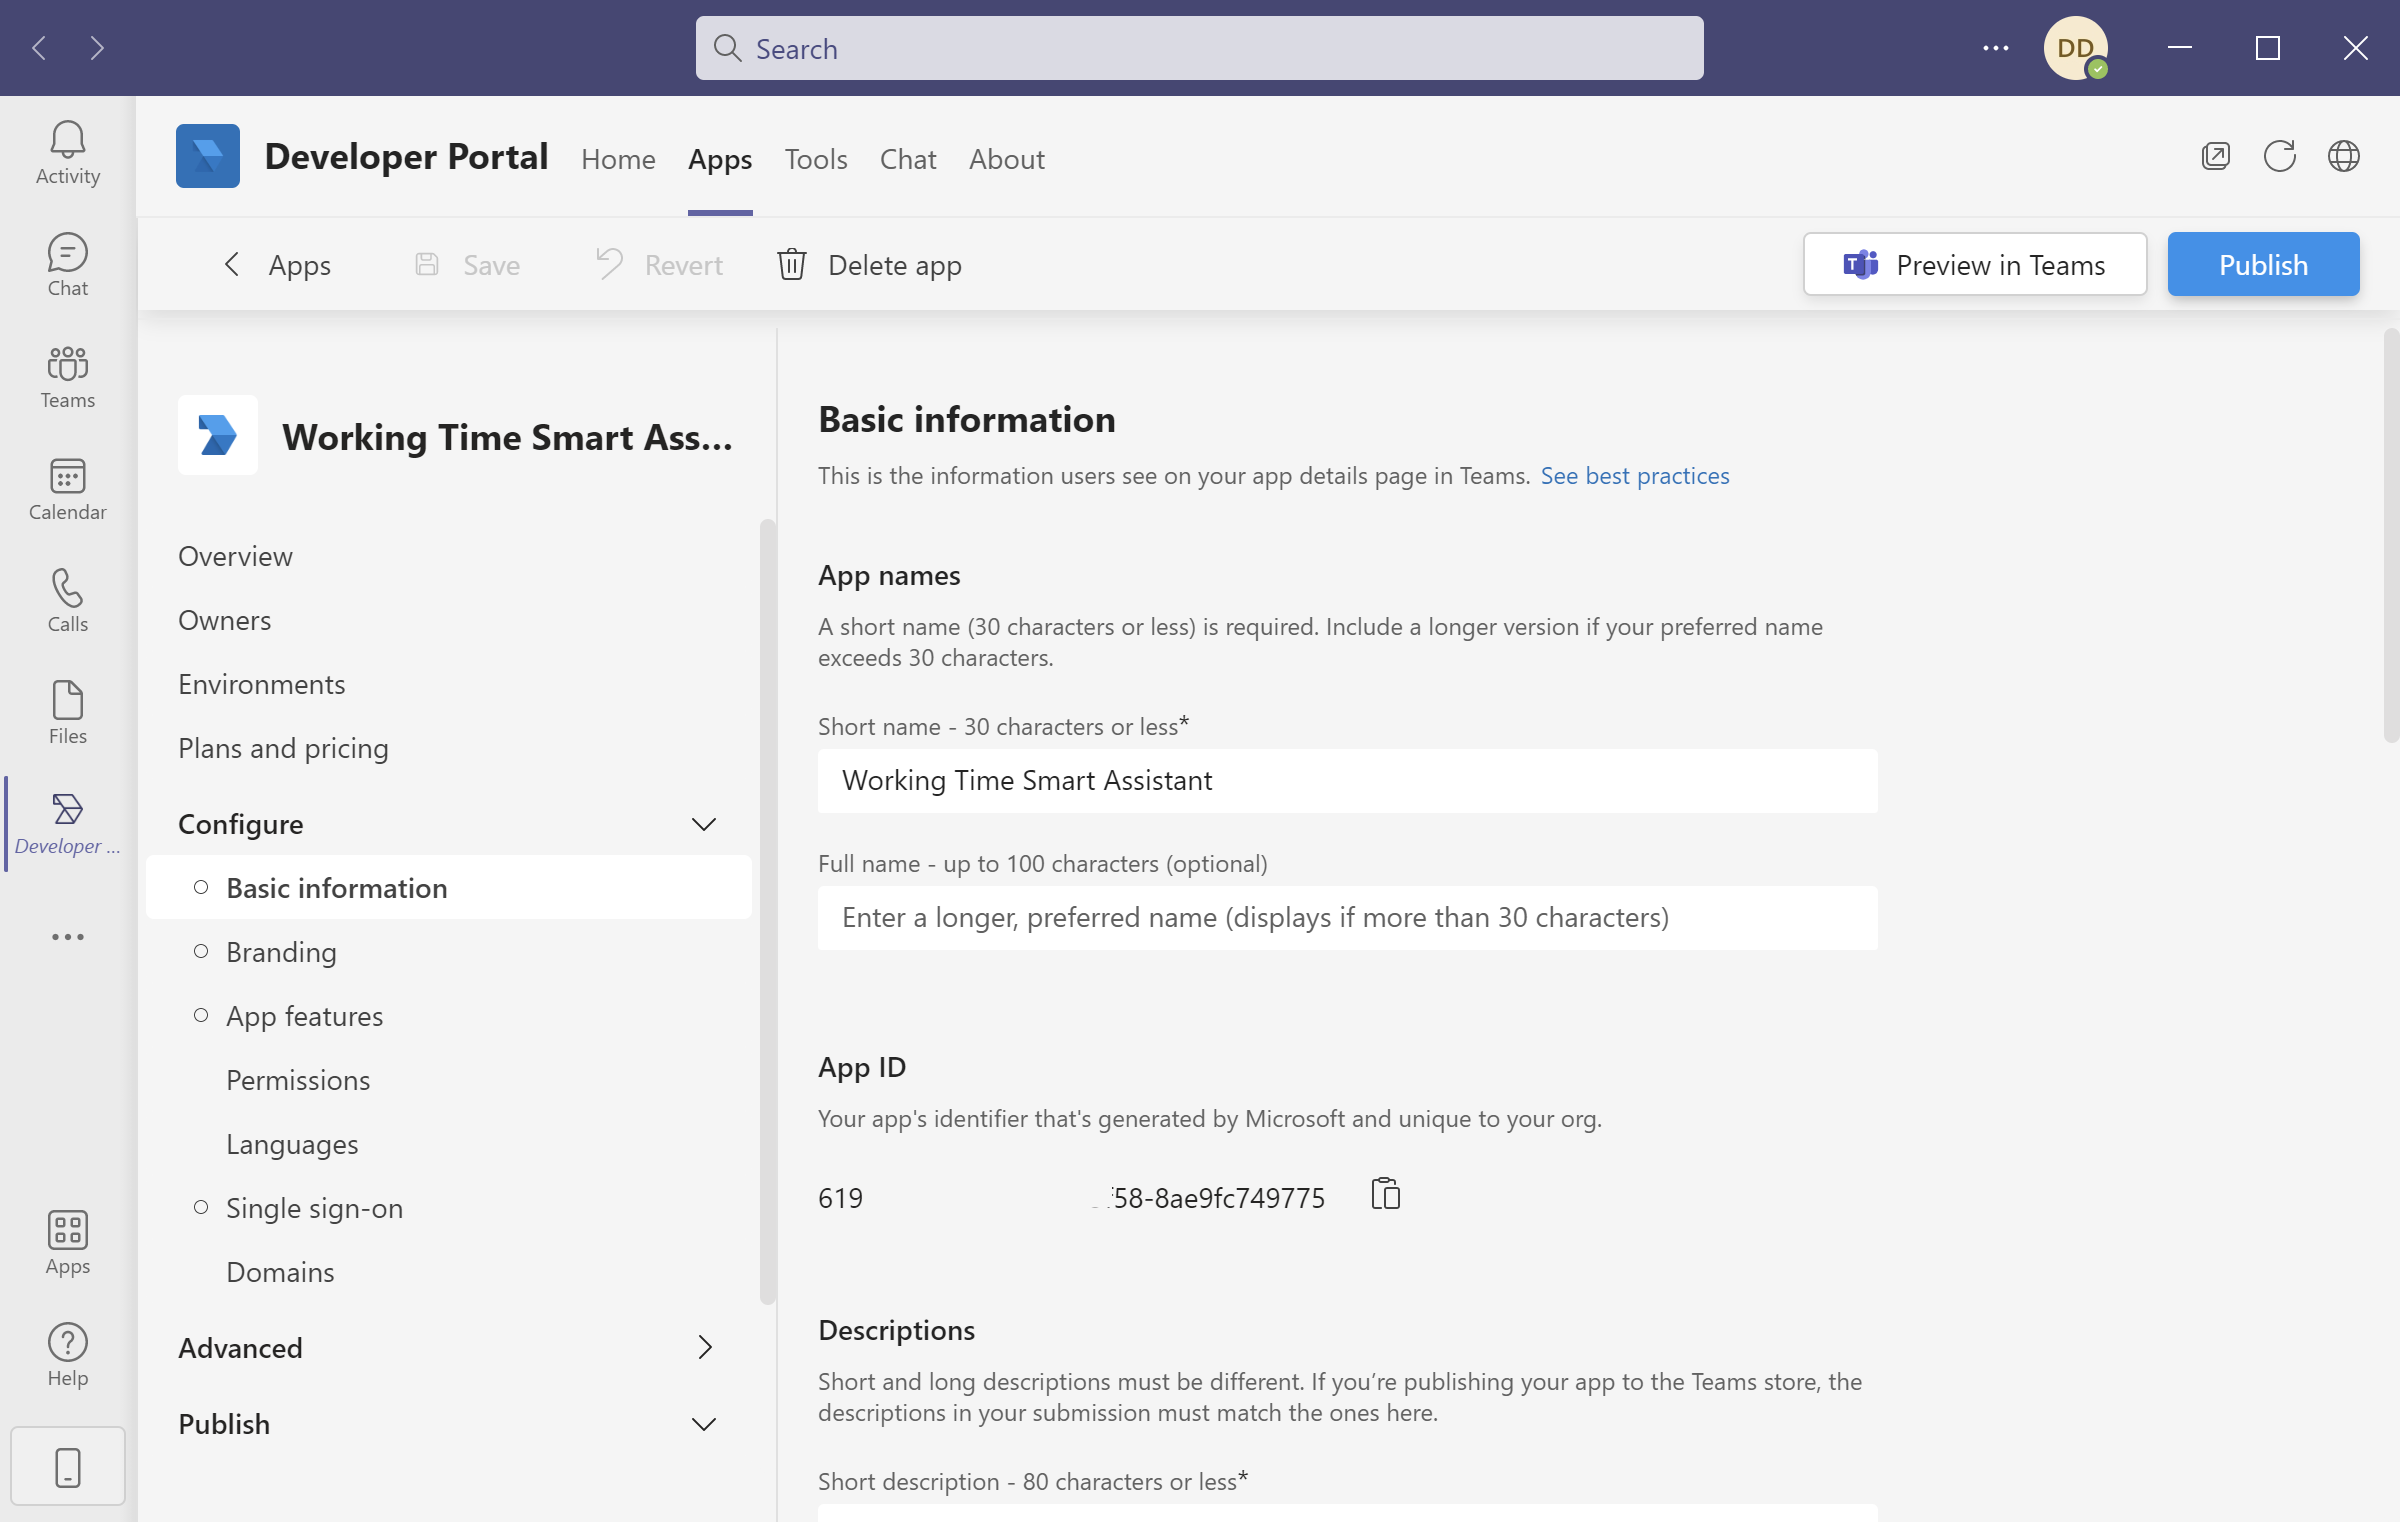 Search
DD
Activity
Chat
Teams
Calendar
Calls
Files
Developer ...
Apps
Help
Developer Portal
Home
Apps
Tools
Chat
About
Apps
Save
Revert
Delete app
Preview in Teams
Publish
Working Time Smart Ass...
Overview
Owners
Environments
Plans and pricing
Configure
Basic information
Branding
App features
Permissions
Languages
Single sign-on
Domains
Advanced
Publish
Basic information
This is the information users see on your app details page in Teams. See best practices
App names
A short name (30 characters or less) is required. Include a longer version if your preferred name
exceeds 30 characters.
Short name - 30 characters or less*
Working Time Smart Assistant
Full name - up to 100 characters (optional)
Enter a longer, preferred name (displays if more than 30 characters)
App ID
Your app's identifier that's generated by Microsoft and unique to your org.
619 58-8ae9fc749775
Descriptions
Short and long descriptions must be different. If you’re publishing your app to the Teams store, the
descriptions in your submission must match the ones here.
Short description - 80 characters or less*